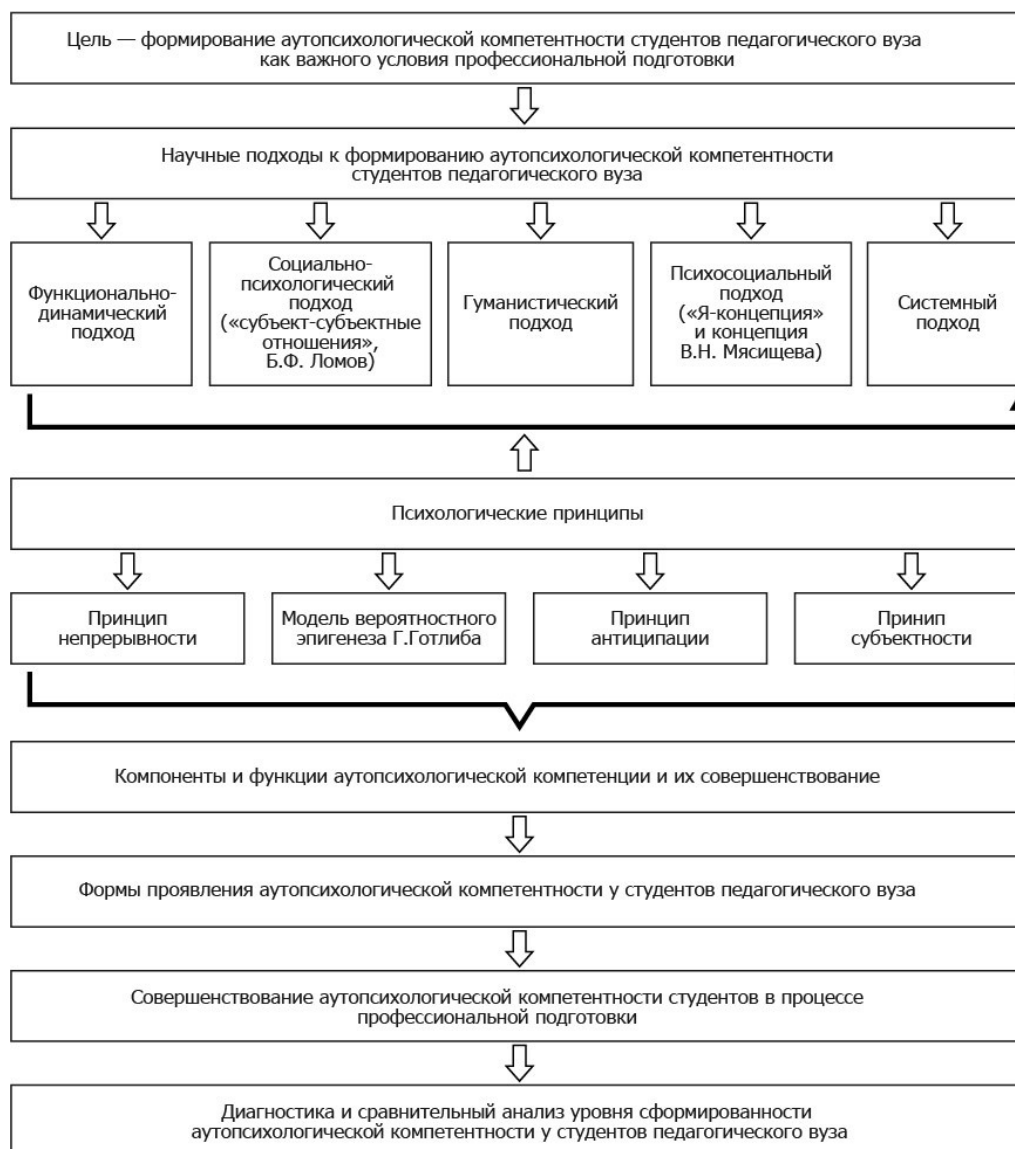 Цель — формирование аутопсихологической компетентности студентов педагогического вуза
как важного условия профессиональной подготовки
Научные подходы к формированию аутопсихологической компетентности
студентов педагогического вуза
Функционально-
динамический
подход
Социально-
психологический
подход
(«субъект-субъектные
отношения»,
Б.Ф. Ломов)
Гуманистический
подход
Психосоциальный
подход
(«Я-концепция»
и концепция
В.Н. Мясищева)
Системный
подход
Психологические принципы
Принцип
непрерывности
Модель вероятностного
эпигенеза Г.Готлиба
Принцип
антиципации
Принип
субъектности
Компоненты и функции аутопсихологической компетенции и их совершенствование
Формы проявления аутопсихологической компетентности у студентов педагогического вуза
Совершенствование аутопсихологической компетентности студентов в процессе
профессиональной подготовки
Диагностика и сравнительный анализ уровня сформированности
аутопсихологической компетентности у студентов педагогического вуза